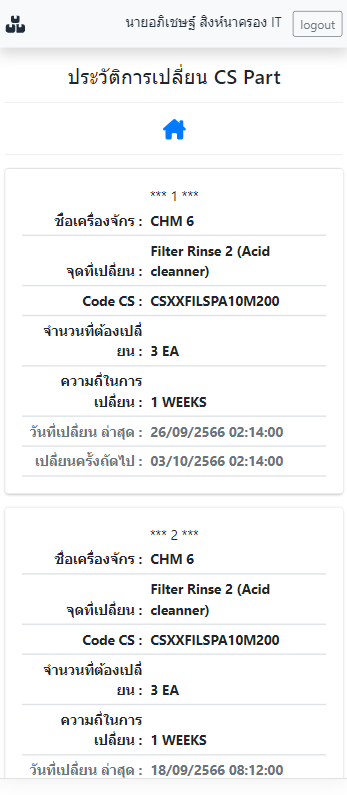 นายอภิเชษฐ์ สิงห์นาครอง IT logout
ประวัติการเปลี่ยน CS Part
*** 1 ***
ชื่อเครื่องจักร : CHM 6
Filter Rinse 2 (Acid
จุดที่เปลี่ยน : cleanner)
Code CS : CSXXFILSPA10M200
จำนวนที่ต้องเปลี่
ยน : 3 EA
ความถี่ในการ
เปลี่ยน : 1 WEEKS
วันที่เปลี่ยน ล่าสุด : 26/09/2566 02:14:00
เปลี่ยนครั้งถัดไป : 03/10/2566 02:14:00
*** 2 ***
ชื่อเครื่องจักร : CHM 6
Filter Rinse 2 (Acid
จุดที่เปลี่ยน : cleanner)
Code CS : CSXXFILSPA10M200
จำนวนที่ต้องเปลี่
ยน : 3 EA
ความถี่ในการ
เปลี่ยน : 1 WEEKS
วันที่เปลี่ยน ล่าสุด : 18/09/2566 08:12:00